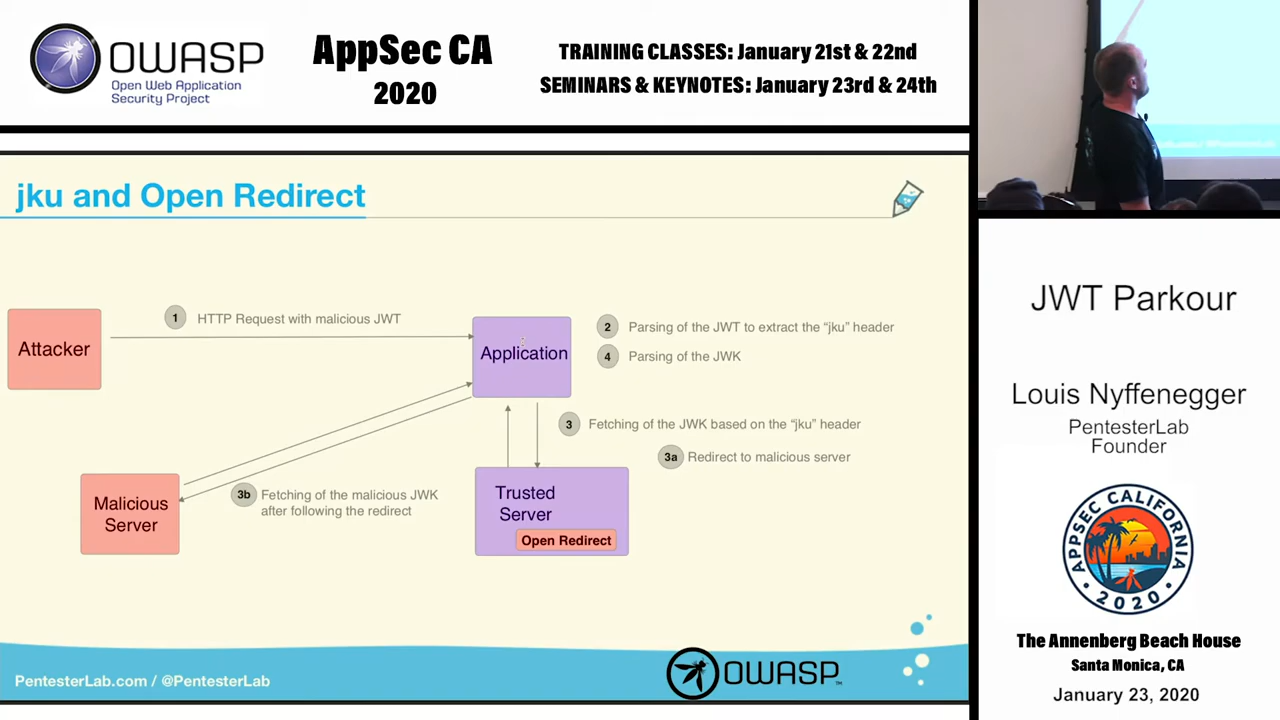 OWASP
Open Web Application
Security Project
AppSec CA
2020
TRAINING CLASSES: January 21st & 22nd
SEMINARS & KEYNOTES: January 23rd & 24th
jku and Open Redirect
Attacker
1 HTTP Request with malicious JWT
Application
2 Parsing of the JWT to extract the “jku” header
4 Parsing of the JWK
3 Fetching of the JWK based on the “jku” header
3a Redirect to malicious server
Malicious
Server
3b Fetching of the malicious JWK
after following the redirect
Trusted
Server
Open Redirect
PentesterLab.com / @PentesterLab
OWASP™
JWT Parkour
Louis Nyffenegger
PentesterLab
Founder
APPSEC CALIFORNIA
2020
The Annenberg Beach House
Santa Monica, CA
January 23, 2020